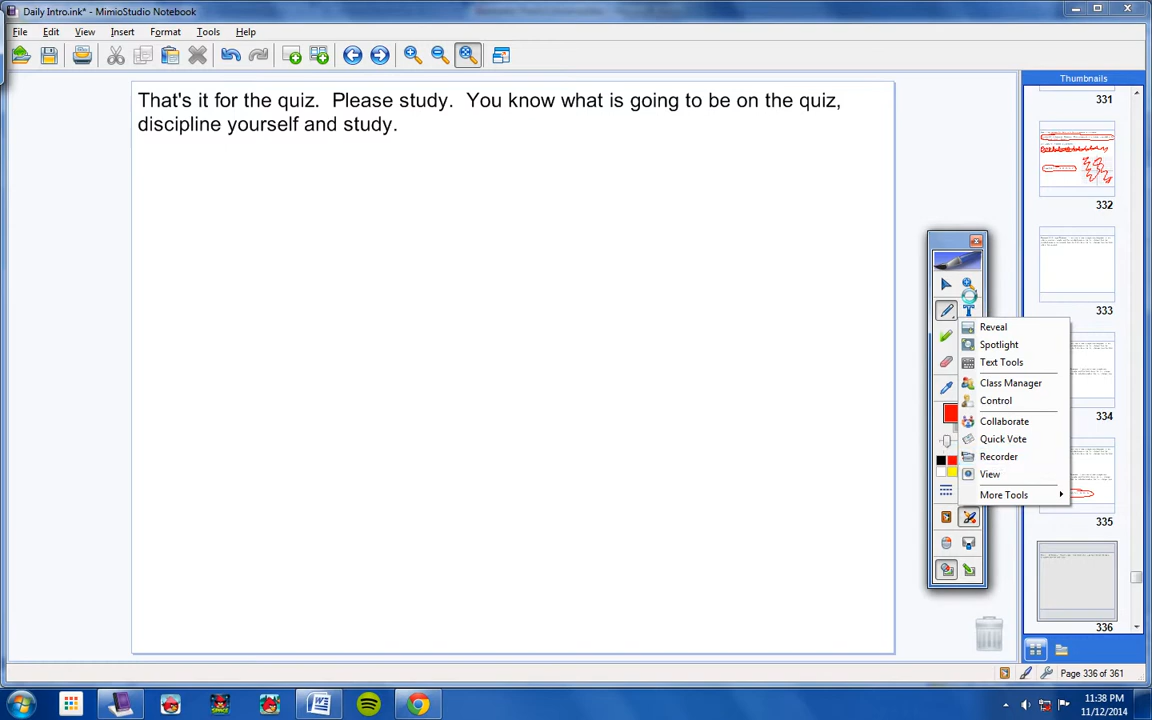 Daily Intro.ink* - MimioStudio Notebook
File Edit View Insert Format Tools Help
That's it for the quiz.  Please study.  You know what is going to be on the quiz,
discipline yourself and study.
Thumbnails
331
332
333
334
335
336
Reveal
Spotlight
Text Tools
Class Manager
Control
Collaborate
Quick Vote
Recorder
View
More Tools
Page 336 of 361
11:38 PM
11/12/2014